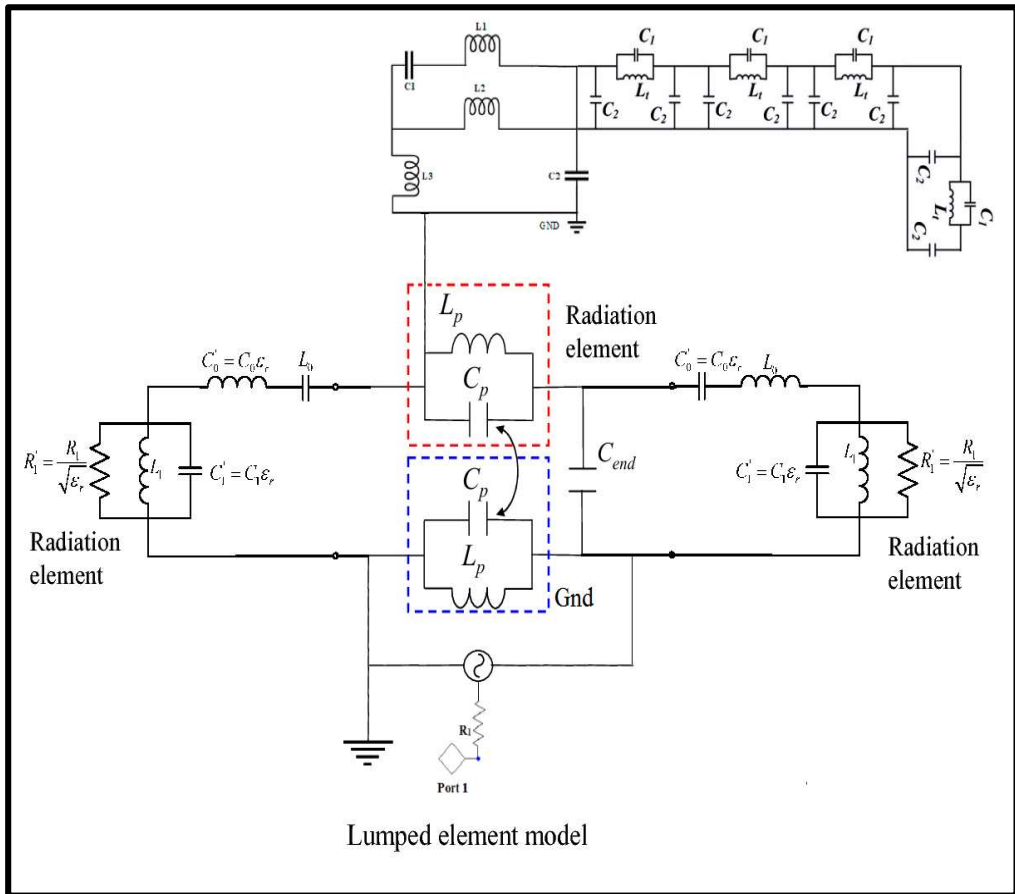 L1
C1
L2
L3
C2
GND
C1
C1
C1
Lt
Lt
Lt
C2
C2
C2
C2
C2
C2
C2
Lt
C1
C2
Lp
Radiation
element
Cp
C'0 = C0εr
L0
C'0 = C0εr
L0
R'1 = R1/√εr
L1
C'1 = C1εr
Cend
C'1 = C1εr
L1
R'1 = R1/√εr
Cp
Lp
Radiation
element
Gnd
Radiation
element
R1
Port 1
Lumped element model